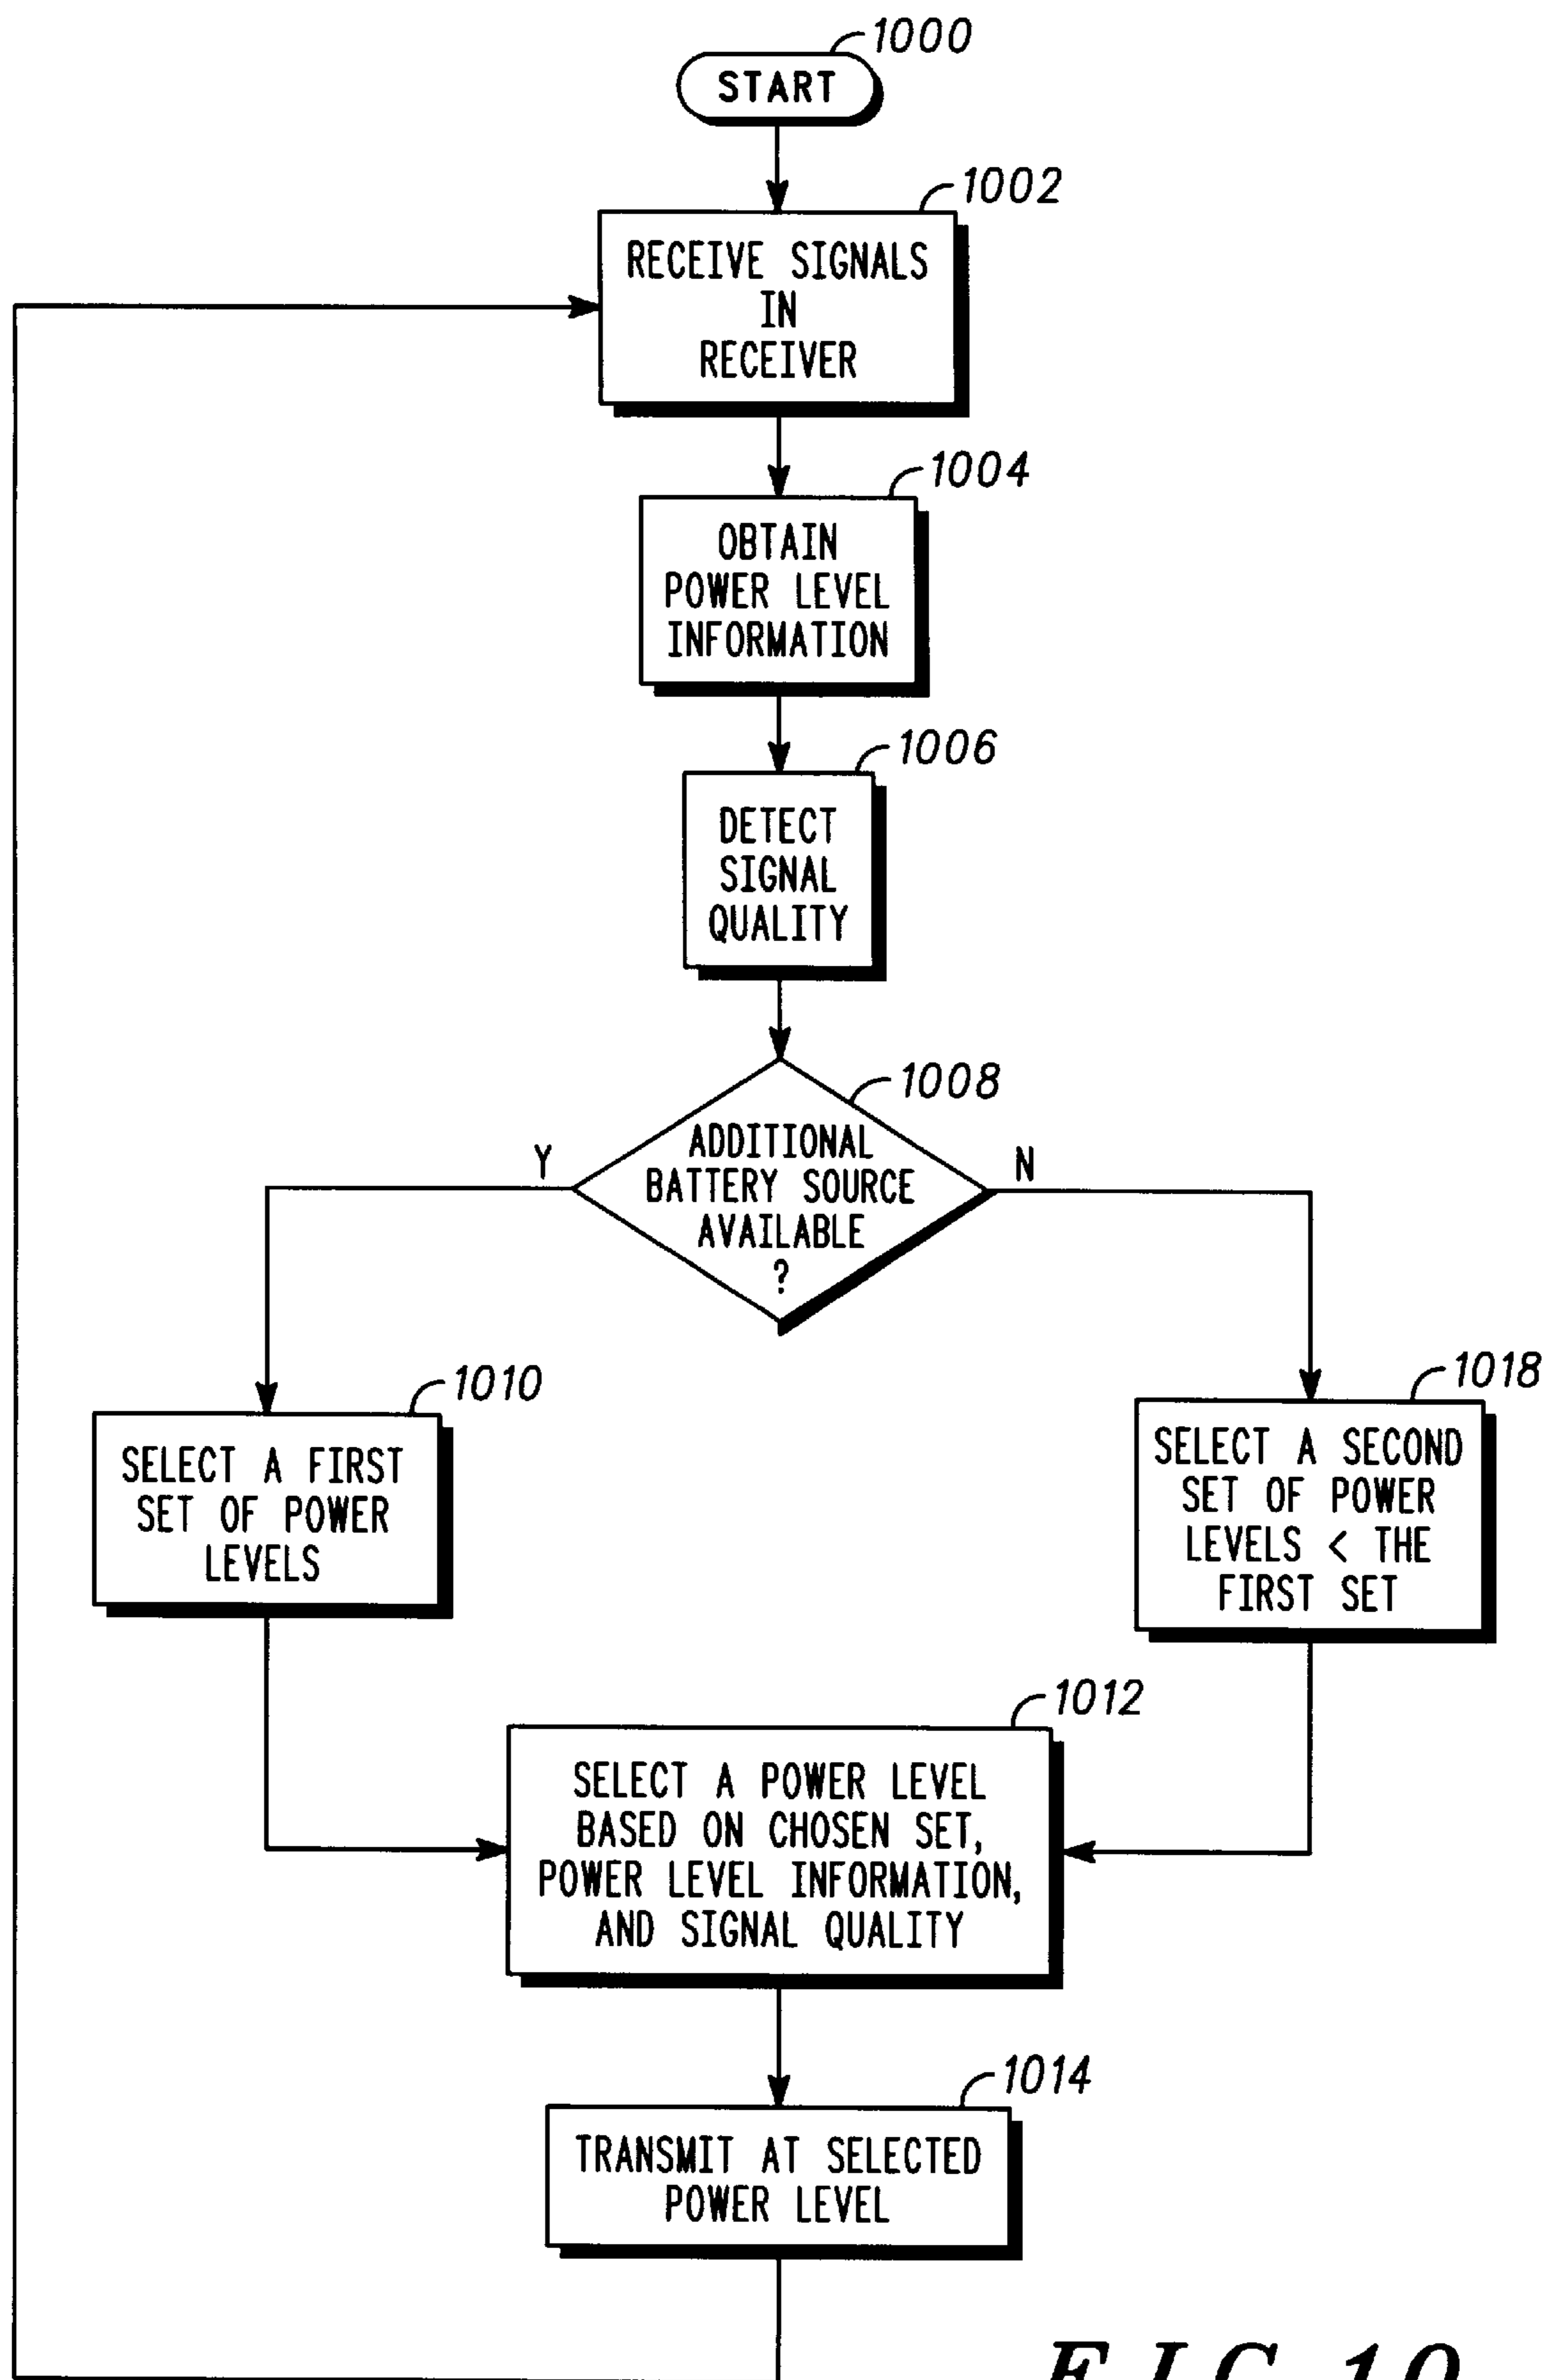 1000
START
1002
RECEIVE SIGNALS
IN
RECEIVER
1004
OBTAIN
POWER LEVEL
INFORMATION
1006
DETECT
SIGNAL
QUALITY
1008
ADDITIONAL
BATTERY SOURCE
AVAILABLE
?
Y
N
1010
SELECT A FIRST
SET OF POWER
LEVELS
1018
SELECT A SECOND
SET OF POWER
LEVELS < THE
FIRST SET
1012
SELECT A POWER LEVEL
BASED ON CHOSEN SET,
POWER LEVEL INFORMATION,
AND SIGNAL QUALITY
1014
TRANSMIT AT SELECTED
POWER LEVEL
FIG. 10